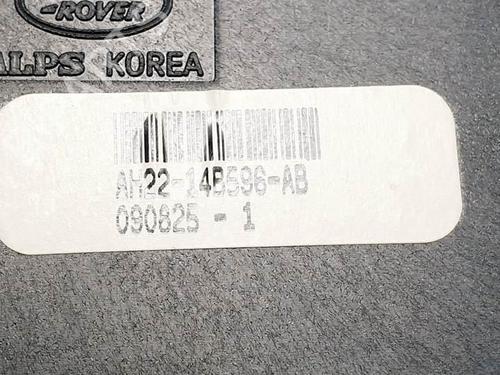 -ROVER
ALPS KOREA
AH22-14B596-AB
090825 - 1